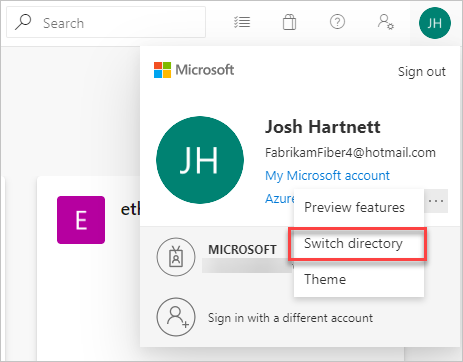 Search
JH
Microsoft
Sign out
JH
Josh Hartnett
FabrikamFiber4@hotmail.com
My Microsoft account
Azure
...
Preview features
Switch directory
Theme
E
et
MICROSOFT
Sign in with a different account